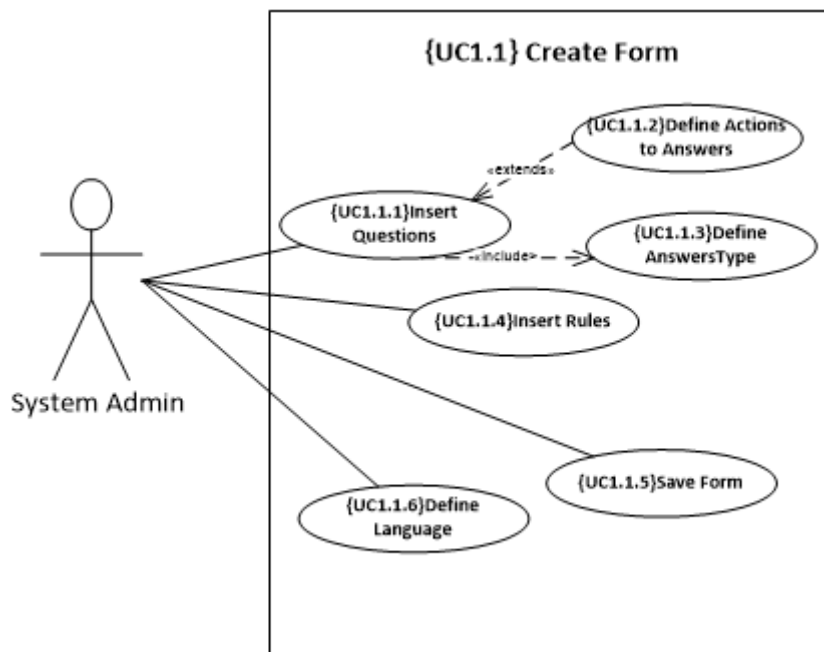 {UC1.1} Create Form
{UC1.1.2}Define Actions
to Answers
«extends»
{UC1.1.1}Insert
Questions
{UC1.1.3}Define
AnswersType
«include»
{UC1.1.4}Insert Rules
System Admin
{UC1.1.5}Save Form
{UC1.1.6}Define
Language